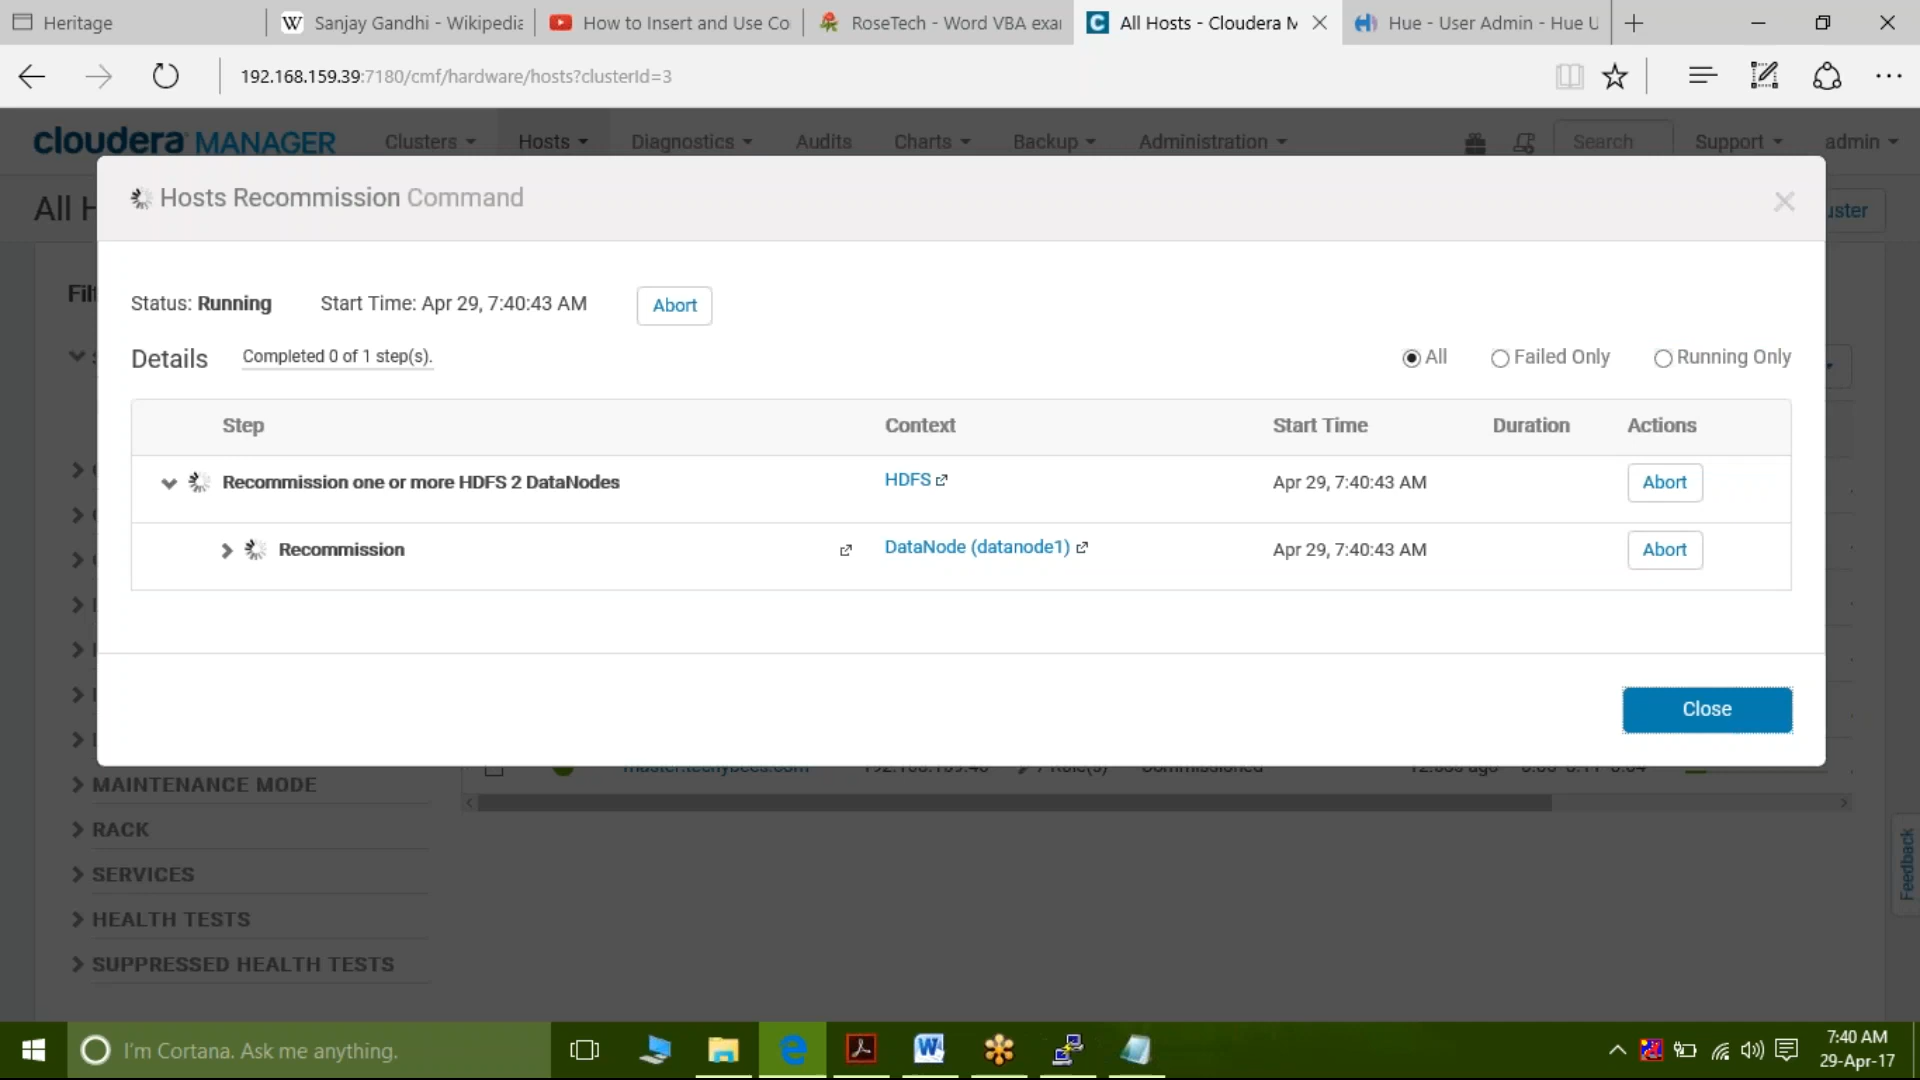 Heritage
Sanjay Gandhi - Wikipedia
How to Insert and Use Co
RoseTech - Word VBA exar
All Hosts - Cloudera M
Hue - User Admin - Hue U
192.168.159.39:7180/cmf/hardware/hosts?clusterId=3
cloudera MANAGER
Clusters
Hosts
Diagnostics
Audits
Charts
Backup
Administration
Search
Support
admin
All H
uster
Hosts Recommission Command
Status: Running
Start Time: Apr 29, 7:40:43 AM
Abort
Details
Completed 0 of 1 step(s).
All
Failed Only
Running Only
Step Context Start Time Duration Actions
Recommission one or more HDFS 2 DataNodes HDFS Apr 29, 7:40:43 AM Abort
Recommission DataNode (datanode1) Apr 29, 7:40:43 AM Abort
Close
MAINTENANCE MODE
RACK
SERVICES
HEALTH TESTS
SUPPRESSED HEALTH TESTS
Feedback
I'm Cortana. Ask me anything.
7:40 AM
29-Apr-17